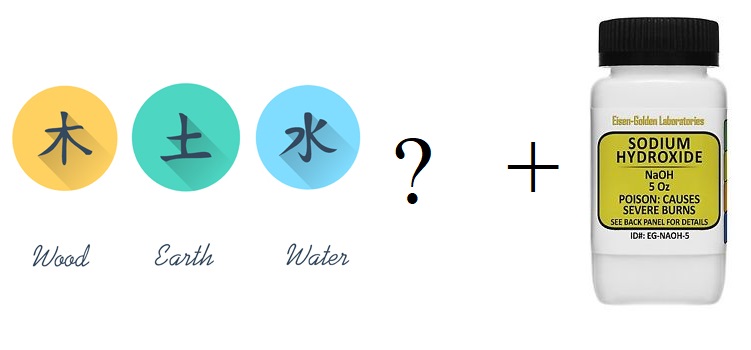 木 土 水
? +
Wood Earth Water
Eisen-Golden Laboratories
SODIUM
HYDROXIDE
NaOH
5 Oz
POISON: CAUSES
SEVERE BURNS
SEE BACK PANEL FOR DETAILS
ID#: EG-NAOH-5